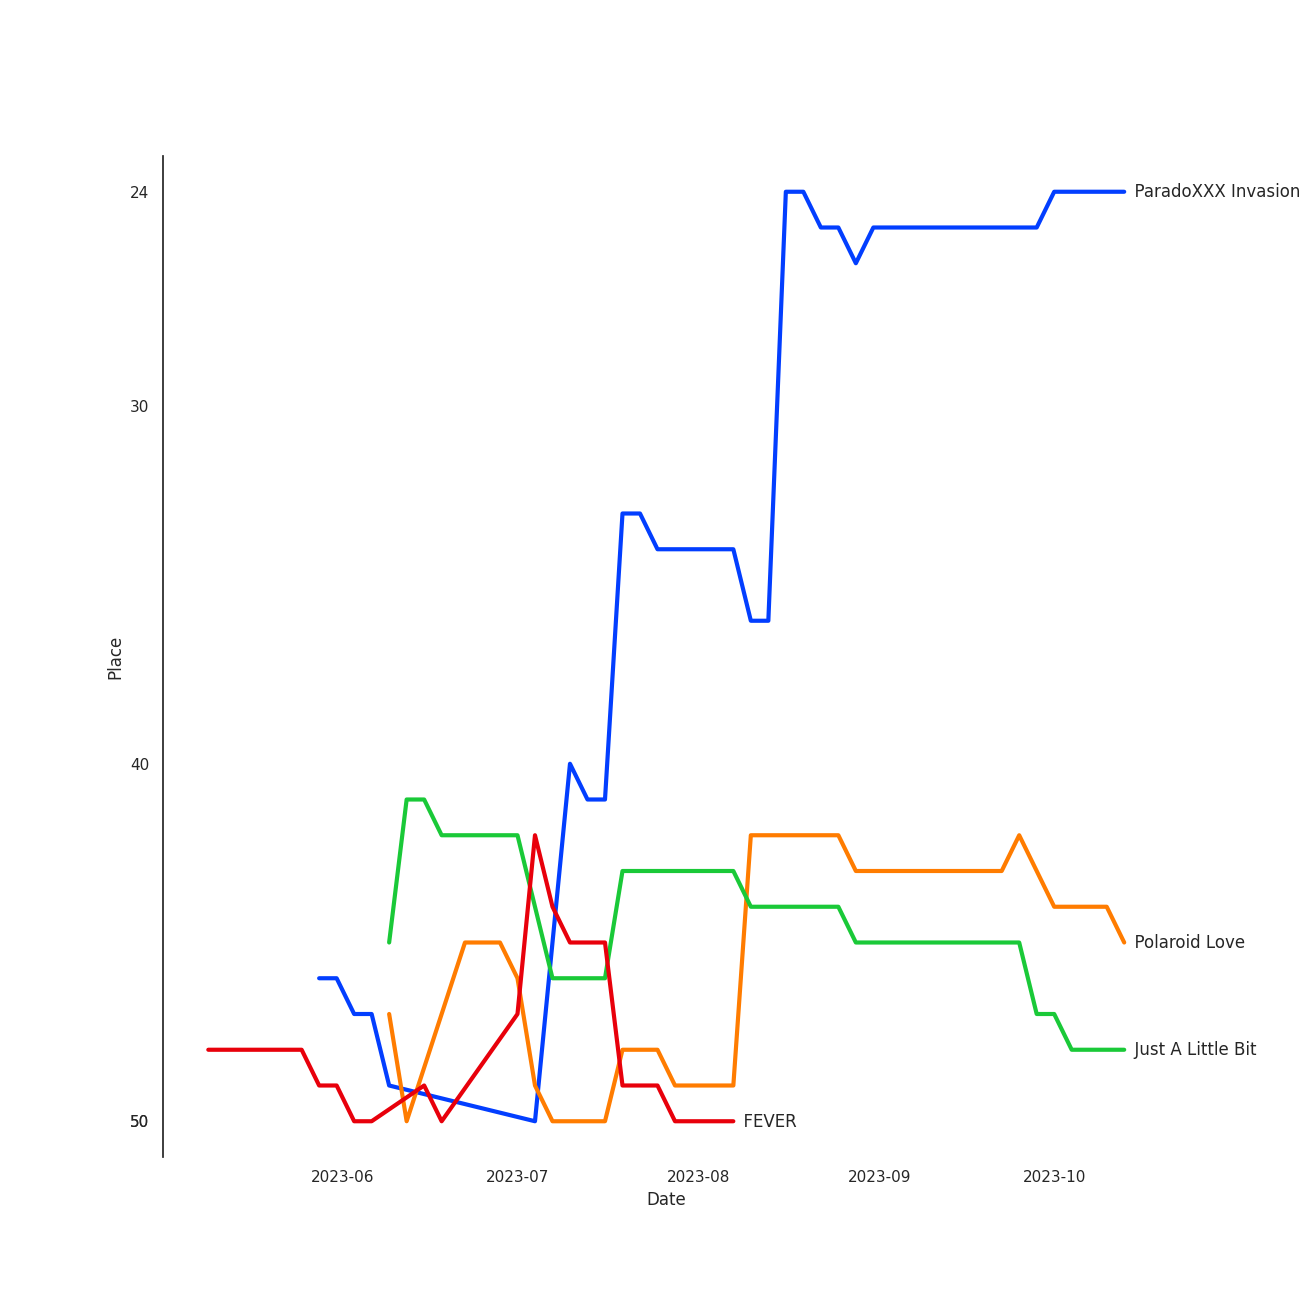 24
ParadoXXX Invasion
30
Place
40
Polaroid Love
Just A Little Bit
50
FEVER
2023-06
2023-07
2023-08
2023-09
2023-10
Date